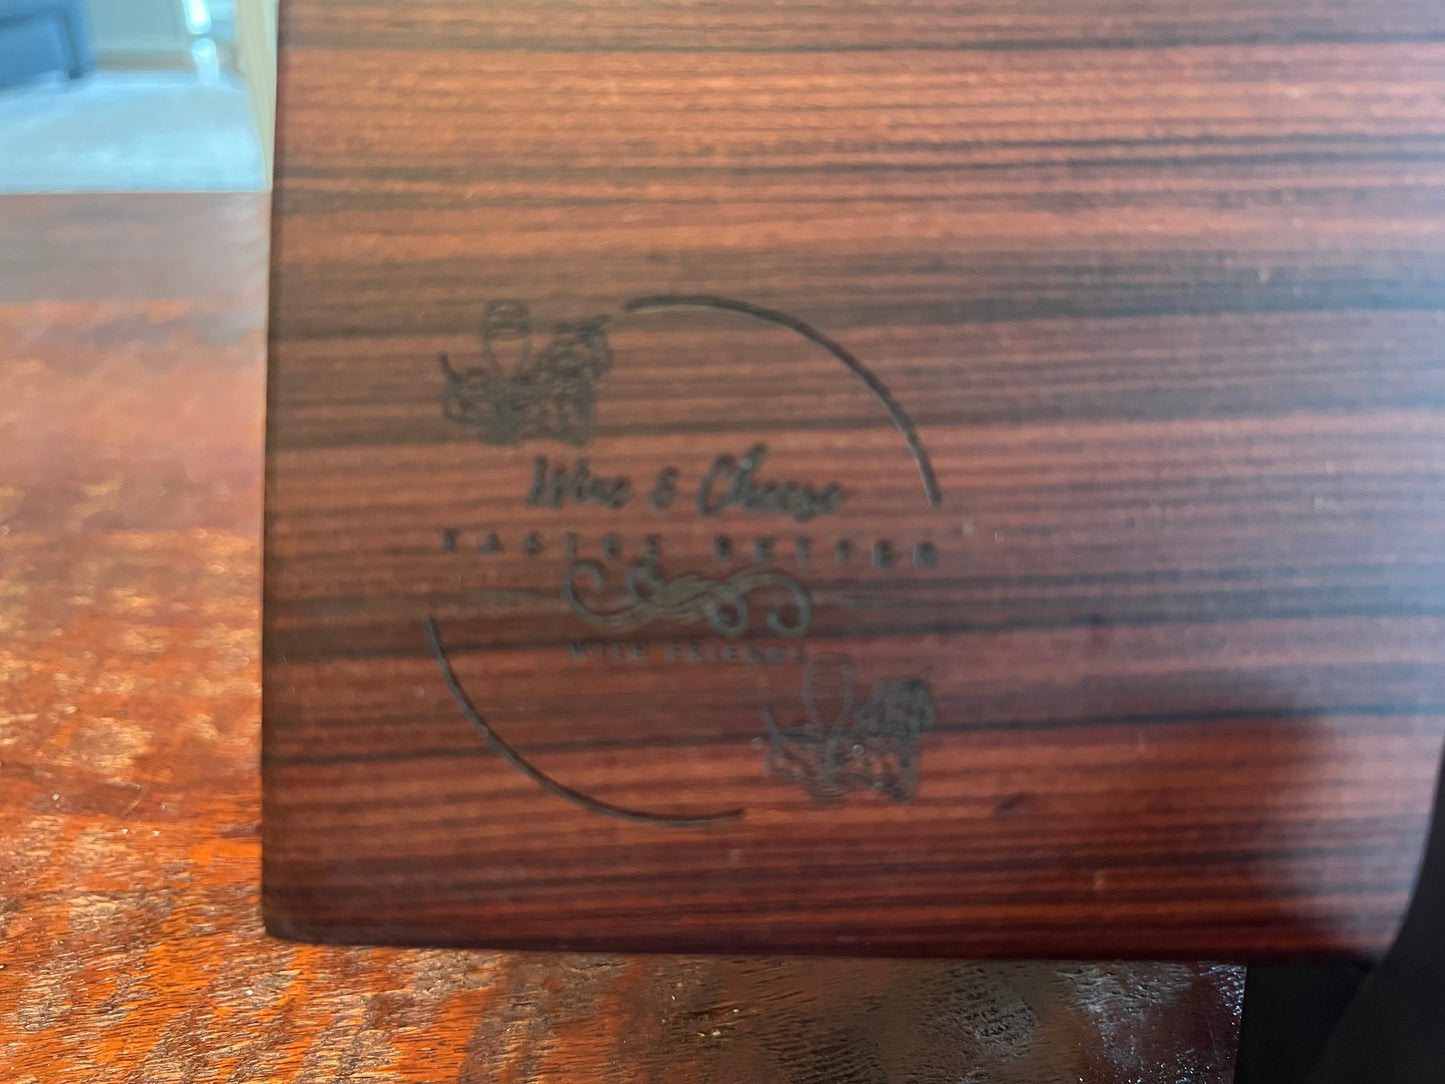 Wine & Cheese
TASTES BETTER
WITH FRIENDS